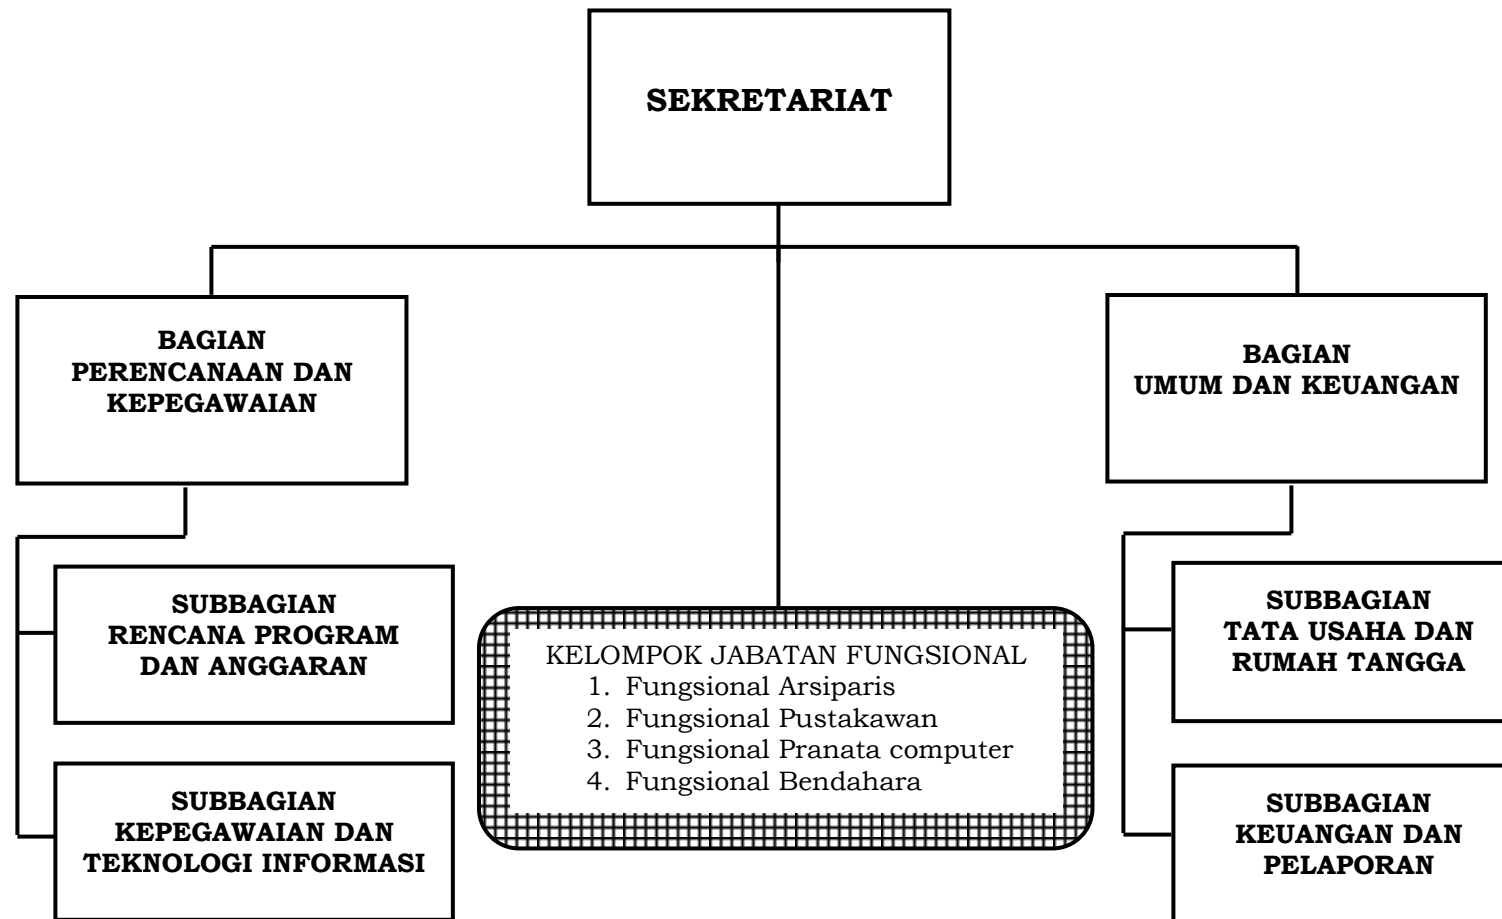 SEKRETARIAT
BAGIAN
PERENCANAAN DAN
KEPEGAWAIAN
BAGIAN
UMUM DAN KEUANGAN
SUBBAGIAN
RENCANA PROGRAM
DAN ANGGARAN
SUBBAGIAN
KEPEGAWAIAN DAN
TEKNOLOGI INFORMASI
KELOMPOK JABATAN FUNGSIONAL
1. Fungsional Arsiparis
2. Fungsional Pustakawan
3. Fungsional Pranata computer
4. Fungsional Bendahara
SUBBAGIAN
TATA USAHA DAN
RUMAH TANGGA
SUBBAGIAN
KEUANGAN DAN
PELAPORAN